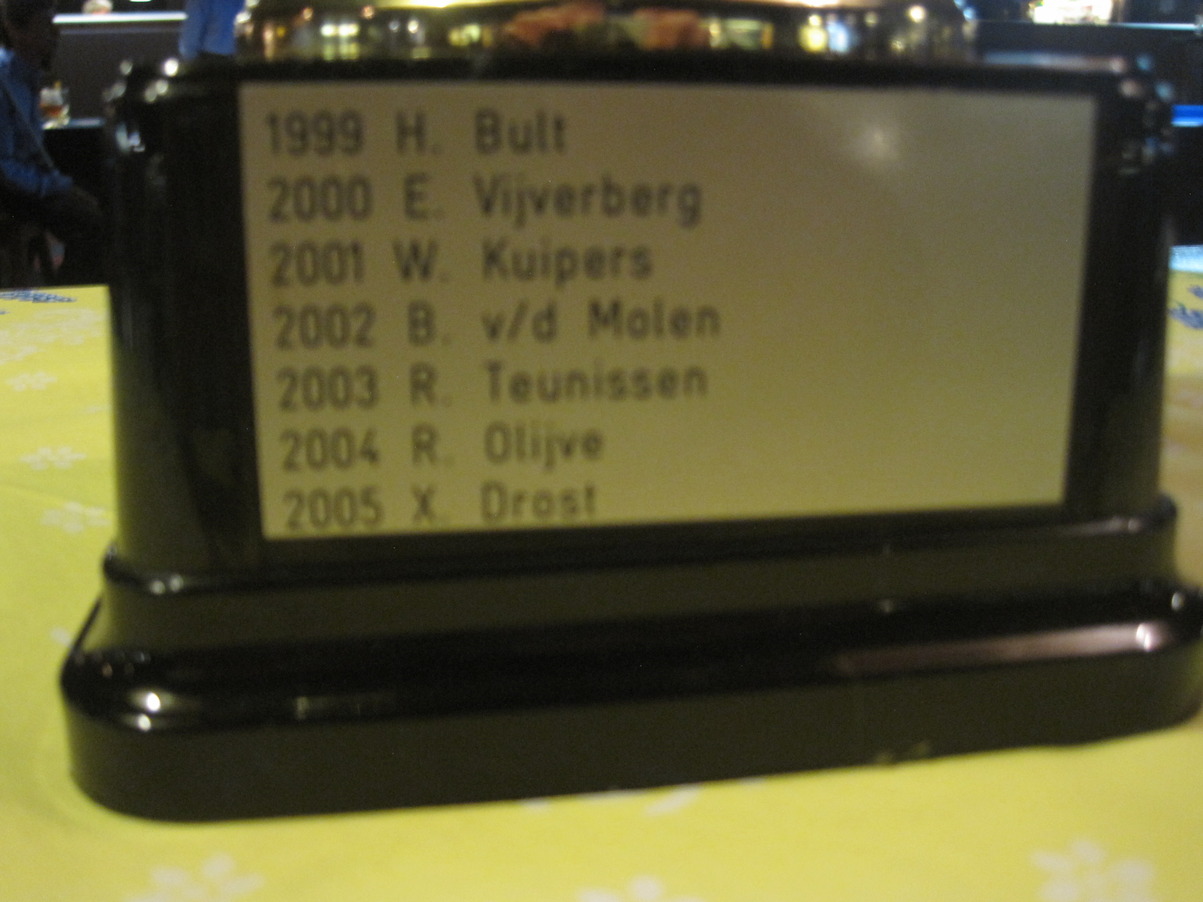 1999 H. Bult
2000 E. Vijverberg
2001 W. Kuipers
2002 B. v/d Molen
2003 R. Teunissen
2004 R. Olijve
2005 X. Drost